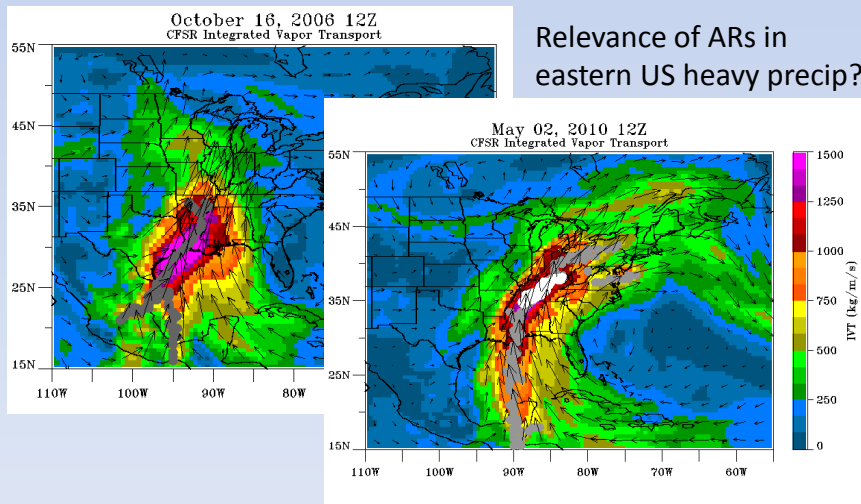 October 16, 2006 12Z
CFSR Integrated Vapor Transport
55N
45N
35N
25N
15N
110W 100W 90W 80W
Relevance of ARs in
eastern US heavy precip?
May 02, 2010 12Z
CFSR Integrated Vapor Transport
55N
45N
35N
25N
15N
110W 100W 90W 80W 70W 60W
1500
1250
1000
750
500
250
0
IVT (kg/m/s)